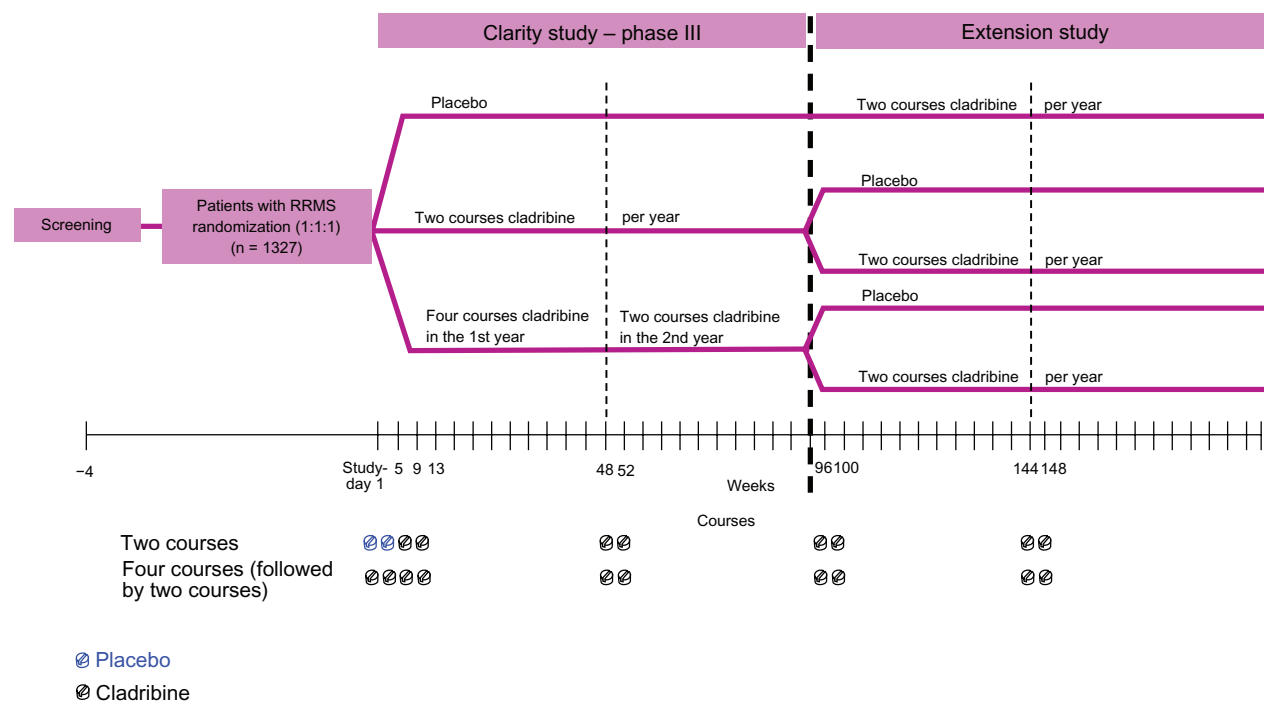 Clarity study – phase III
Extension study
Placebo
Two courses cladribine per year
Placebo
Screening
Patients with RRMS
randomization (1:1:1)
(n = 1327)
Two courses cladribine per year
Two courses cladribine per year
Placebo
Four courses cladribine
in the 1st year
Two courses cladribine
in the 2nd year
Two courses cladribine per year
−4
Study-
day 1
5 9 13
48 52
96 100
144 148
Weeks
Courses
Two courses
Four courses (followed
by two courses)
Placebo
Cladribine